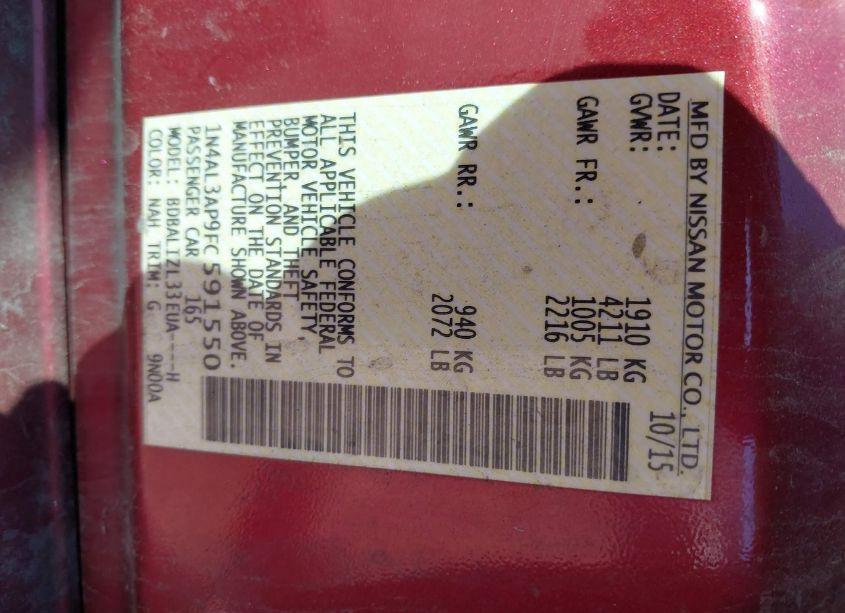 MFD BY NISSAN MOTOR CO., LTD.
DATE: 10/15
GVWR: 1910 KG
4211 LB
GAWR FR.: 1005 KG
2216 LB
GAWR RR.: 940 KG
2072 LB
THIS VEHICLE CONFORMS TO
ALL APPLICABLE FEDERAL
MOTOR VEHICLE SAFETY,
BUMPER, AND THEFT
PREVENTION STANDARDS IN
EFFECT ON THE DATE OF
MANUFACTURE SHOWN ABOVE.
1N4AL3AP9FC591550
PASSENGER CAR 165
MODEL: BDBALTZL33EUA----H
COLOR: NAH TRIM: G 9N00A